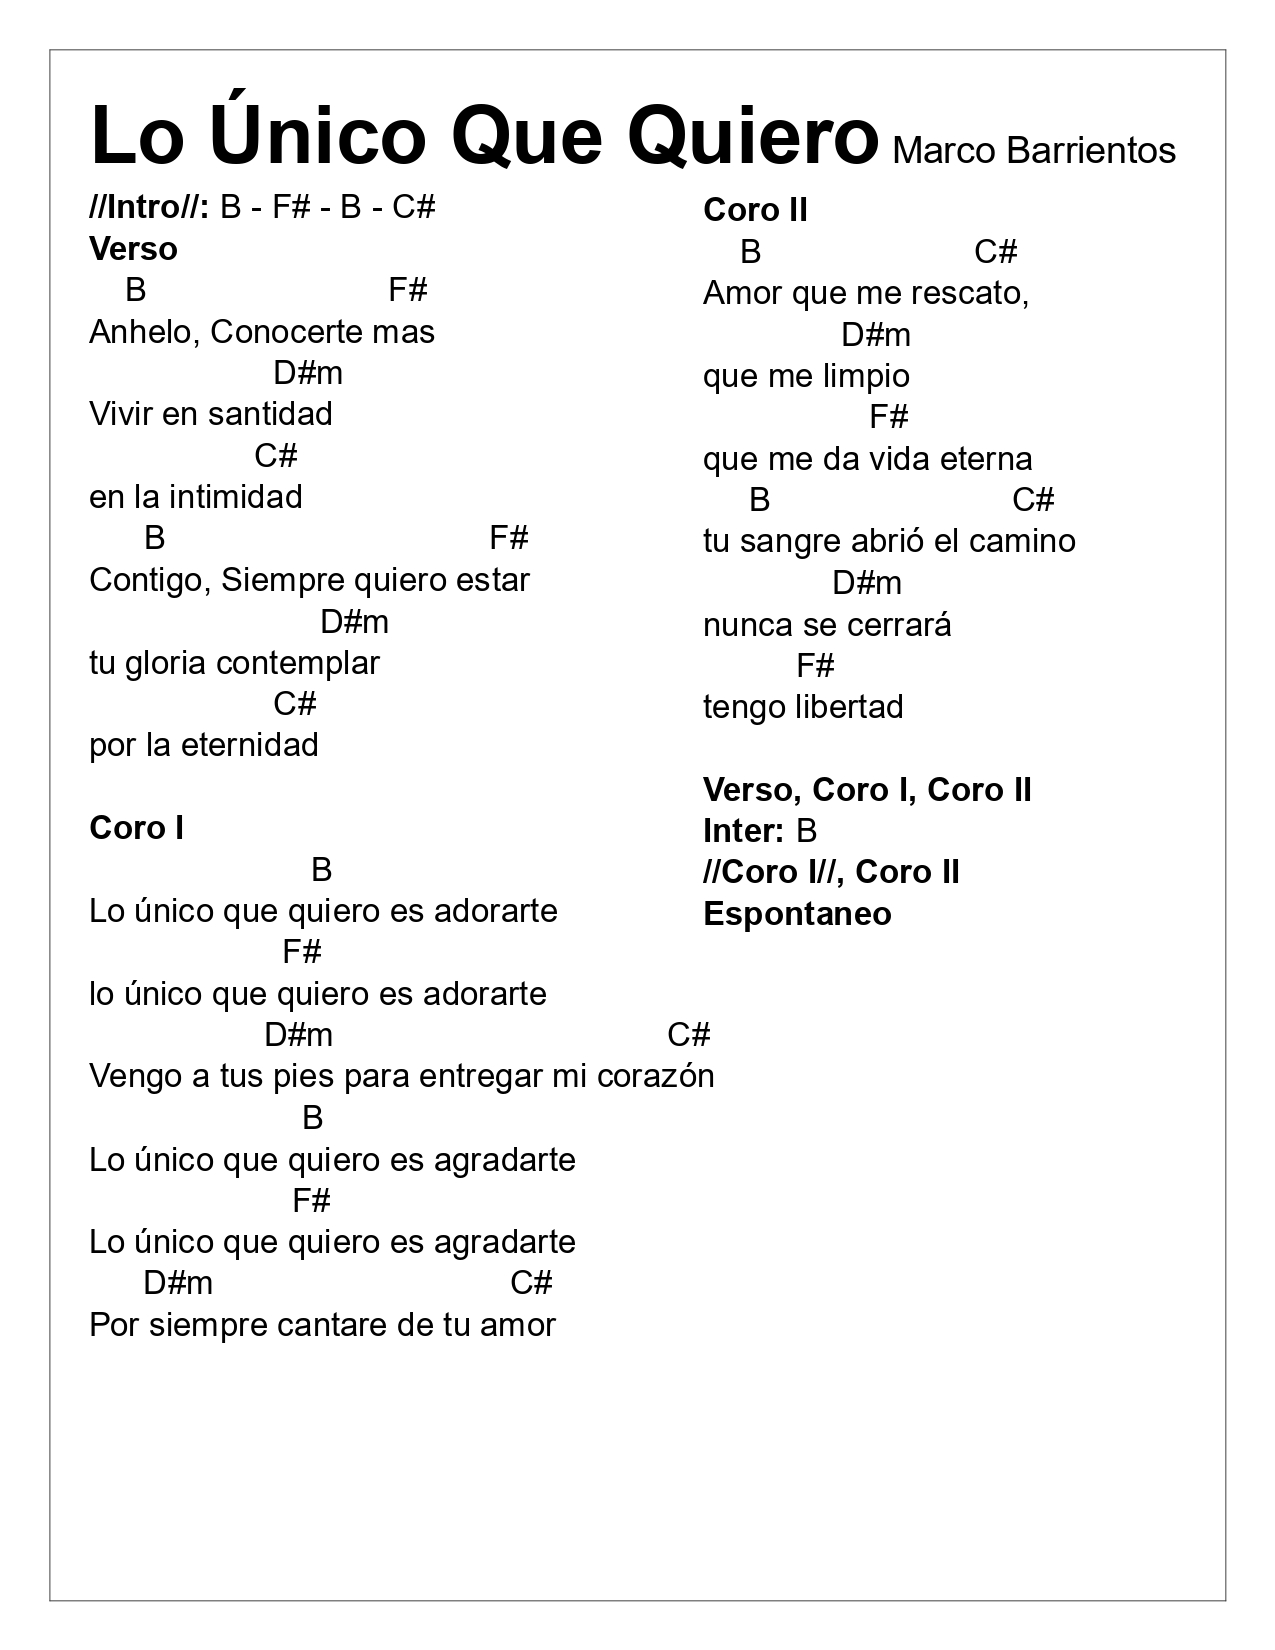 Lo Único Que Quiero Marco Barrientos
//Intro//: B - F# - B - C#
Verso
B F#
Anhelo, Conocerte mas
D#m
Vivir en santidad
C#
en la intimidad
B F#
Contigo, Siempre quiero estar
D#m
tu gloria contemplar
C#
por la eternidad
Coro I
B
Lo único que quiero es adorarte
F#
lo único que quiero es adorarte
D#m C#
Vengo a tus pies para entregar mi corazón
B
Lo único que quiero es agradarte
F#
Lo único que quiero es agradarte
D#m C#
Por siempre cantare de tu amor
Coro II
B C#
Amor que me rescato,
D#m
que me limpio
F#
que me da vida eterna
B C#
tu sangre abrió el camino
D#m
nunca se cerrará
F#
tengo libertad
Verso, Coro I, Coro II
Inter: B
//Coro I//, Coro II
Espontaneo